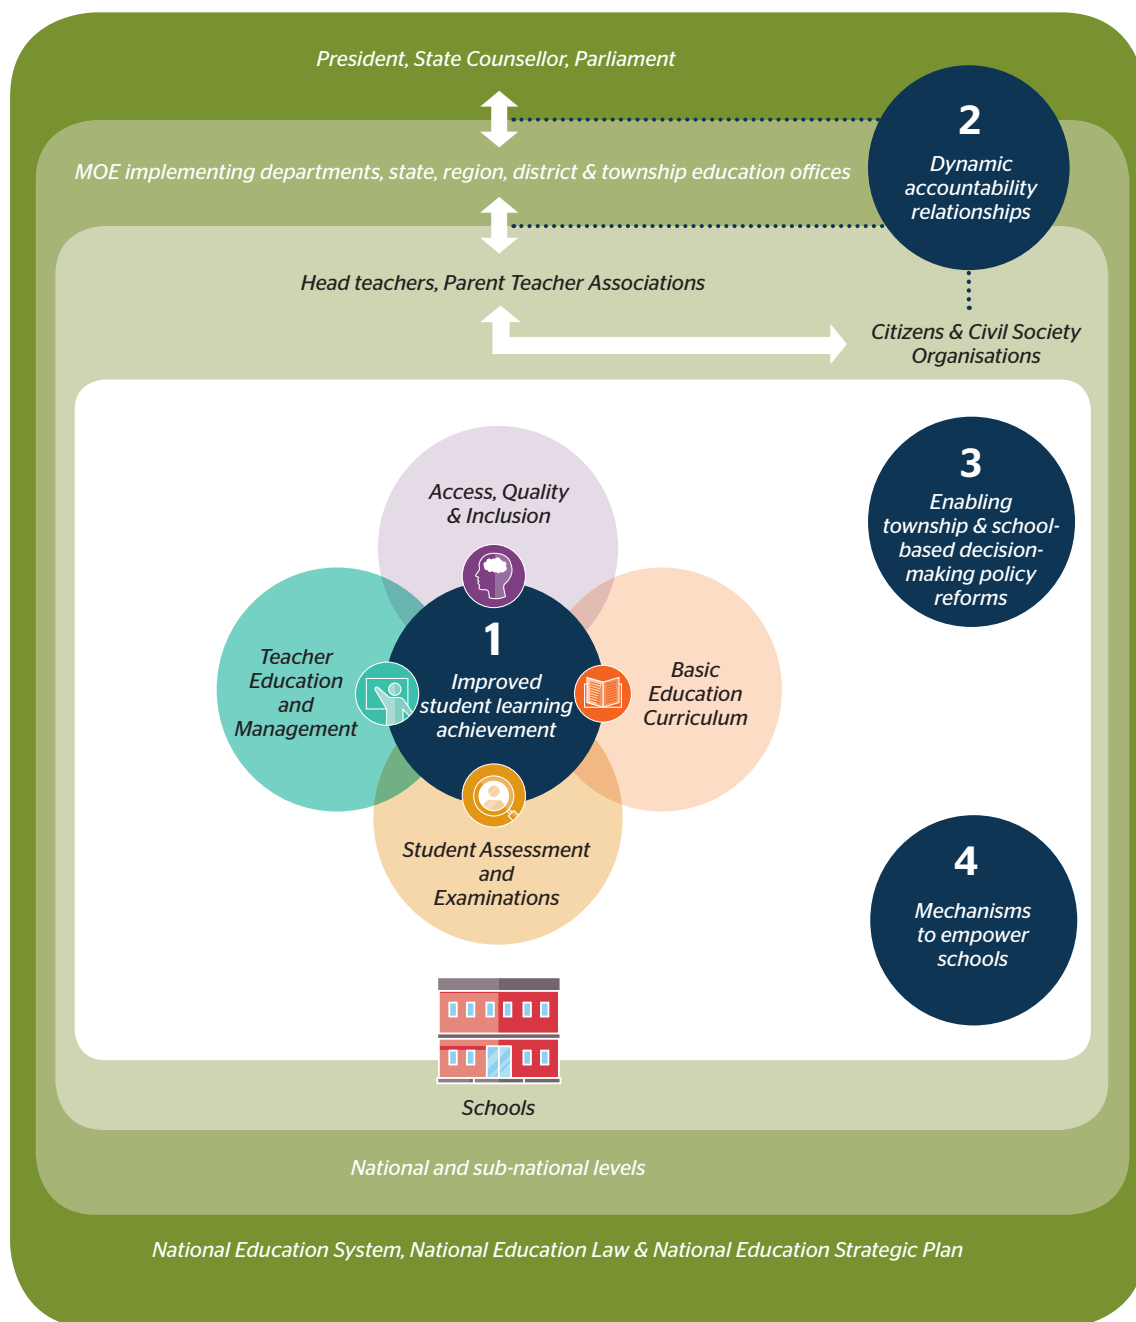 President, State Counsellor, Parliament
2
Dynamic
accountability
relationships
MOE implementing departments, state, region, district & township education offices
Head teachers, Parent Teacher Associations
Citizens & Civil Society
Organisations
Access, Quality
& Inclusion
3
Enabling
township & school-
based decision-
making policy
reforms
Teacher
Education
and
Management
1
Improved
student learning
achievement
Basic
Education
Curriculum
Student Assessment
and
Examinations
4
Mechanisms
to empower
schools
Schools
National and sub-national levels
National Education System, National Education Law & National Education Strategic Plan